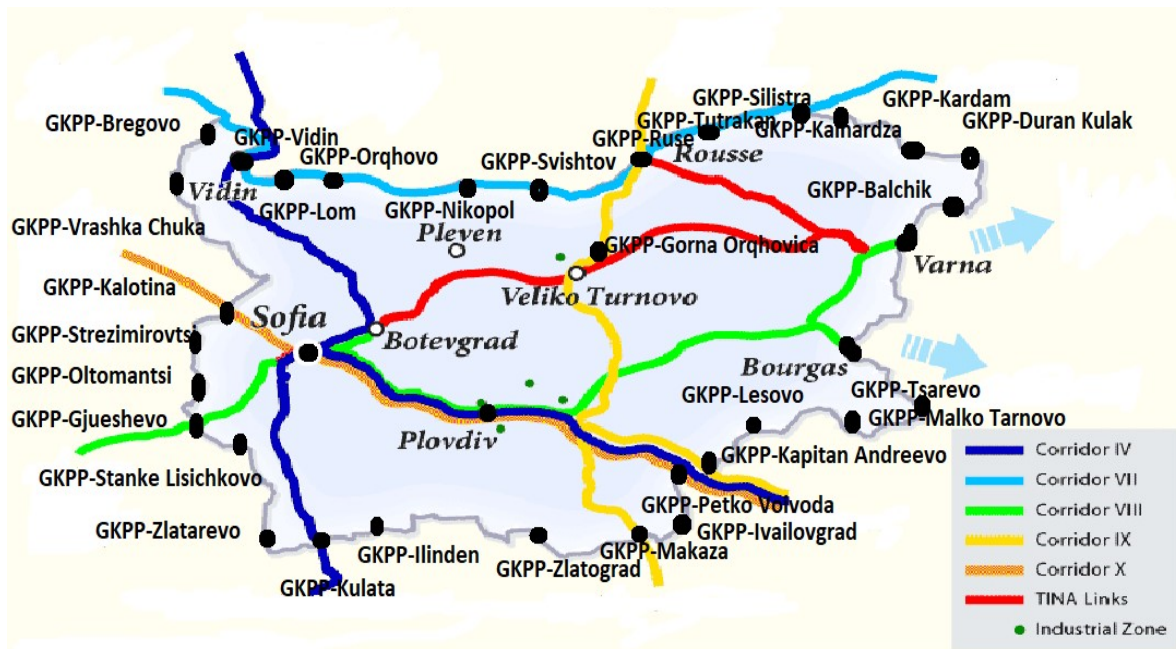 GKPP-Silistra
GKPP-Kardam
GKPP-Bregovo
GKPP-Tutrakan
GKPP-Duran Kulak
GKPP-Vidin
GKPP-Kamardza
GKPP-Ruse
GKPP-Orqhovo
GKPP-Svishtov
Rousse
Vidin
GKPP-Balchik
GKPP-Lom
GKPP-Nikopol
GKPP-Vrashka Chuka
Pleven
GKPP-Gorna Orqhovica
Varna
GKPP-Kalotina
Veliko Turnovo
Sofia
GKPP-Strezimirovtsi
Botevgrad
Bourgas
GKPP-Oltomantsi
GKPP-Tsarevo
GKPP-Lesovo
GKPP-Gjueshevo
GKPP-Malko Tarnovo
Plovdiv
GKPP-Kapitan Andreevo
GKPP-Stanke Lisichkovo
GKPP-Petko Voivoda
GKPP-Zlatarevo
GKPP-Ivailovgrad
GKPP-Ilinden
GKPP-Makaza
GKPP-Zlatograd
GKPP-Kulata
Corridor IV
Corridor VII
Corridor VIII
Corridor IX
Corridor X
TINA Links
Industrial Zone